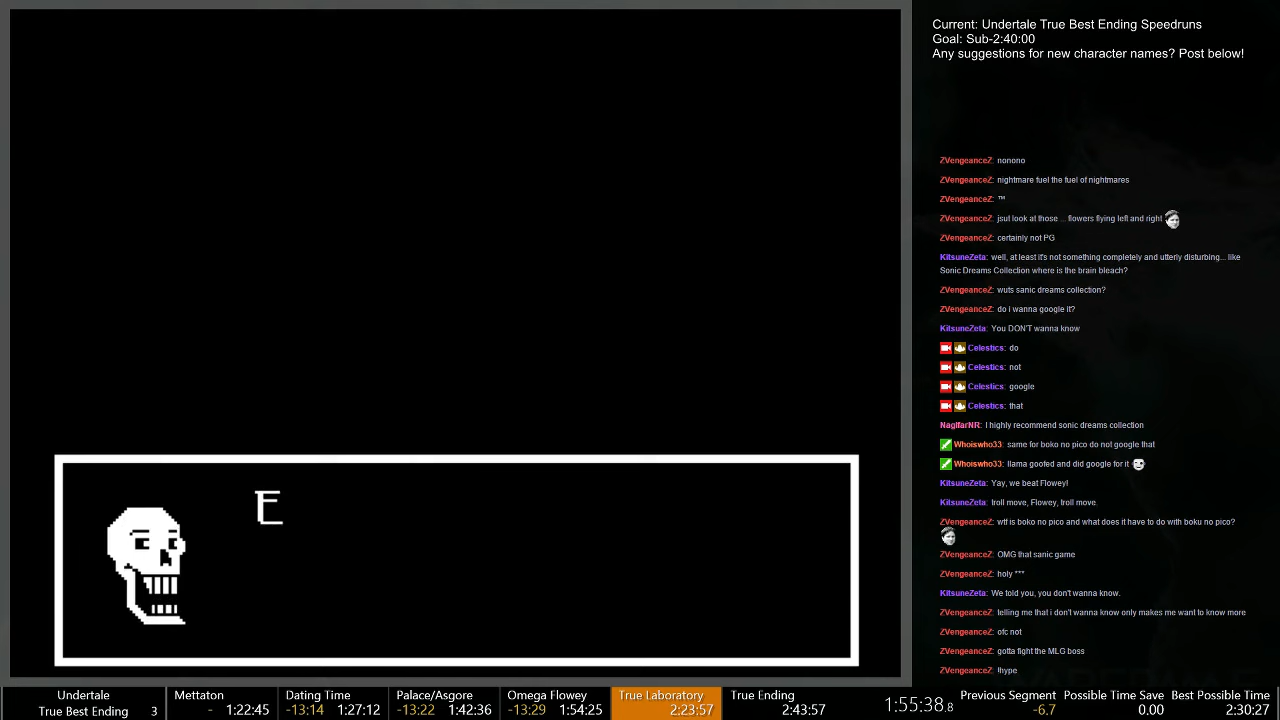 Current: Undertale True Best Ending Speedruns
Goal: Sub-2:40:00
Any suggestions for new character names? Post below!
ZVengeanceZ: nonono
ZVengeanceZ: nightmare fuel the fuel of nightmares
ZVengeanceZ: ™
ZVengeanceZ: jsut look at those ... flowers flying left and right
ZVengeanceZ: certainly not PG
KitsuneZeta: well, at least it's not something completely and utterly disturbing... like
Sonic Dreams Collection where is the brain bleach?
ZVengeanceZ: wuts sanic dreams collection?
ZVengeanceZ: do i wanna google it?
KitsuneZeta: You DON'T wanna know
Celestics: do
Celestics: not
Celestics: google
Celestics: that
NaglfarNR: I highly recommend sonic dreams collection
Whoiswho33: same for boko no pico do not google that
Whoiswho33: llama goofed and did google for it
KitsuneZeta: Yay, we beat Flowey!
KitsuneZeta: troll move, Flowey, troll move.
ZVengeanceZ: wtf is boko no pico and what does it have to do with boku no pico?
ZVengeanceZ: OMG that sanic game
ZVengeanceZ: holy ***
KitsuneZeta: We told you, you don't wanna know.
ZVengeanceZ: telling me that i don't wanna know only makes me want to know more
ZVengeanceZ: ofc not
ZVengeanceZ: gotta fight the MLG boss
ZVengeanceZ: !hype
E
Undertale
True Best Ending 3
Mettaton
- 1:22:45
Dating Time
-13:14 1:27:12
Palace/Asgore
-13:22 1:42:36
Omega Flowey
-13:29 1:54:25
True Laboratory
2:23:57
True Ending
2:43:57
1:55:38.8
Previous Segment
-6.7
Possible Time Save
0.00
Best Possible Time
2:30:27